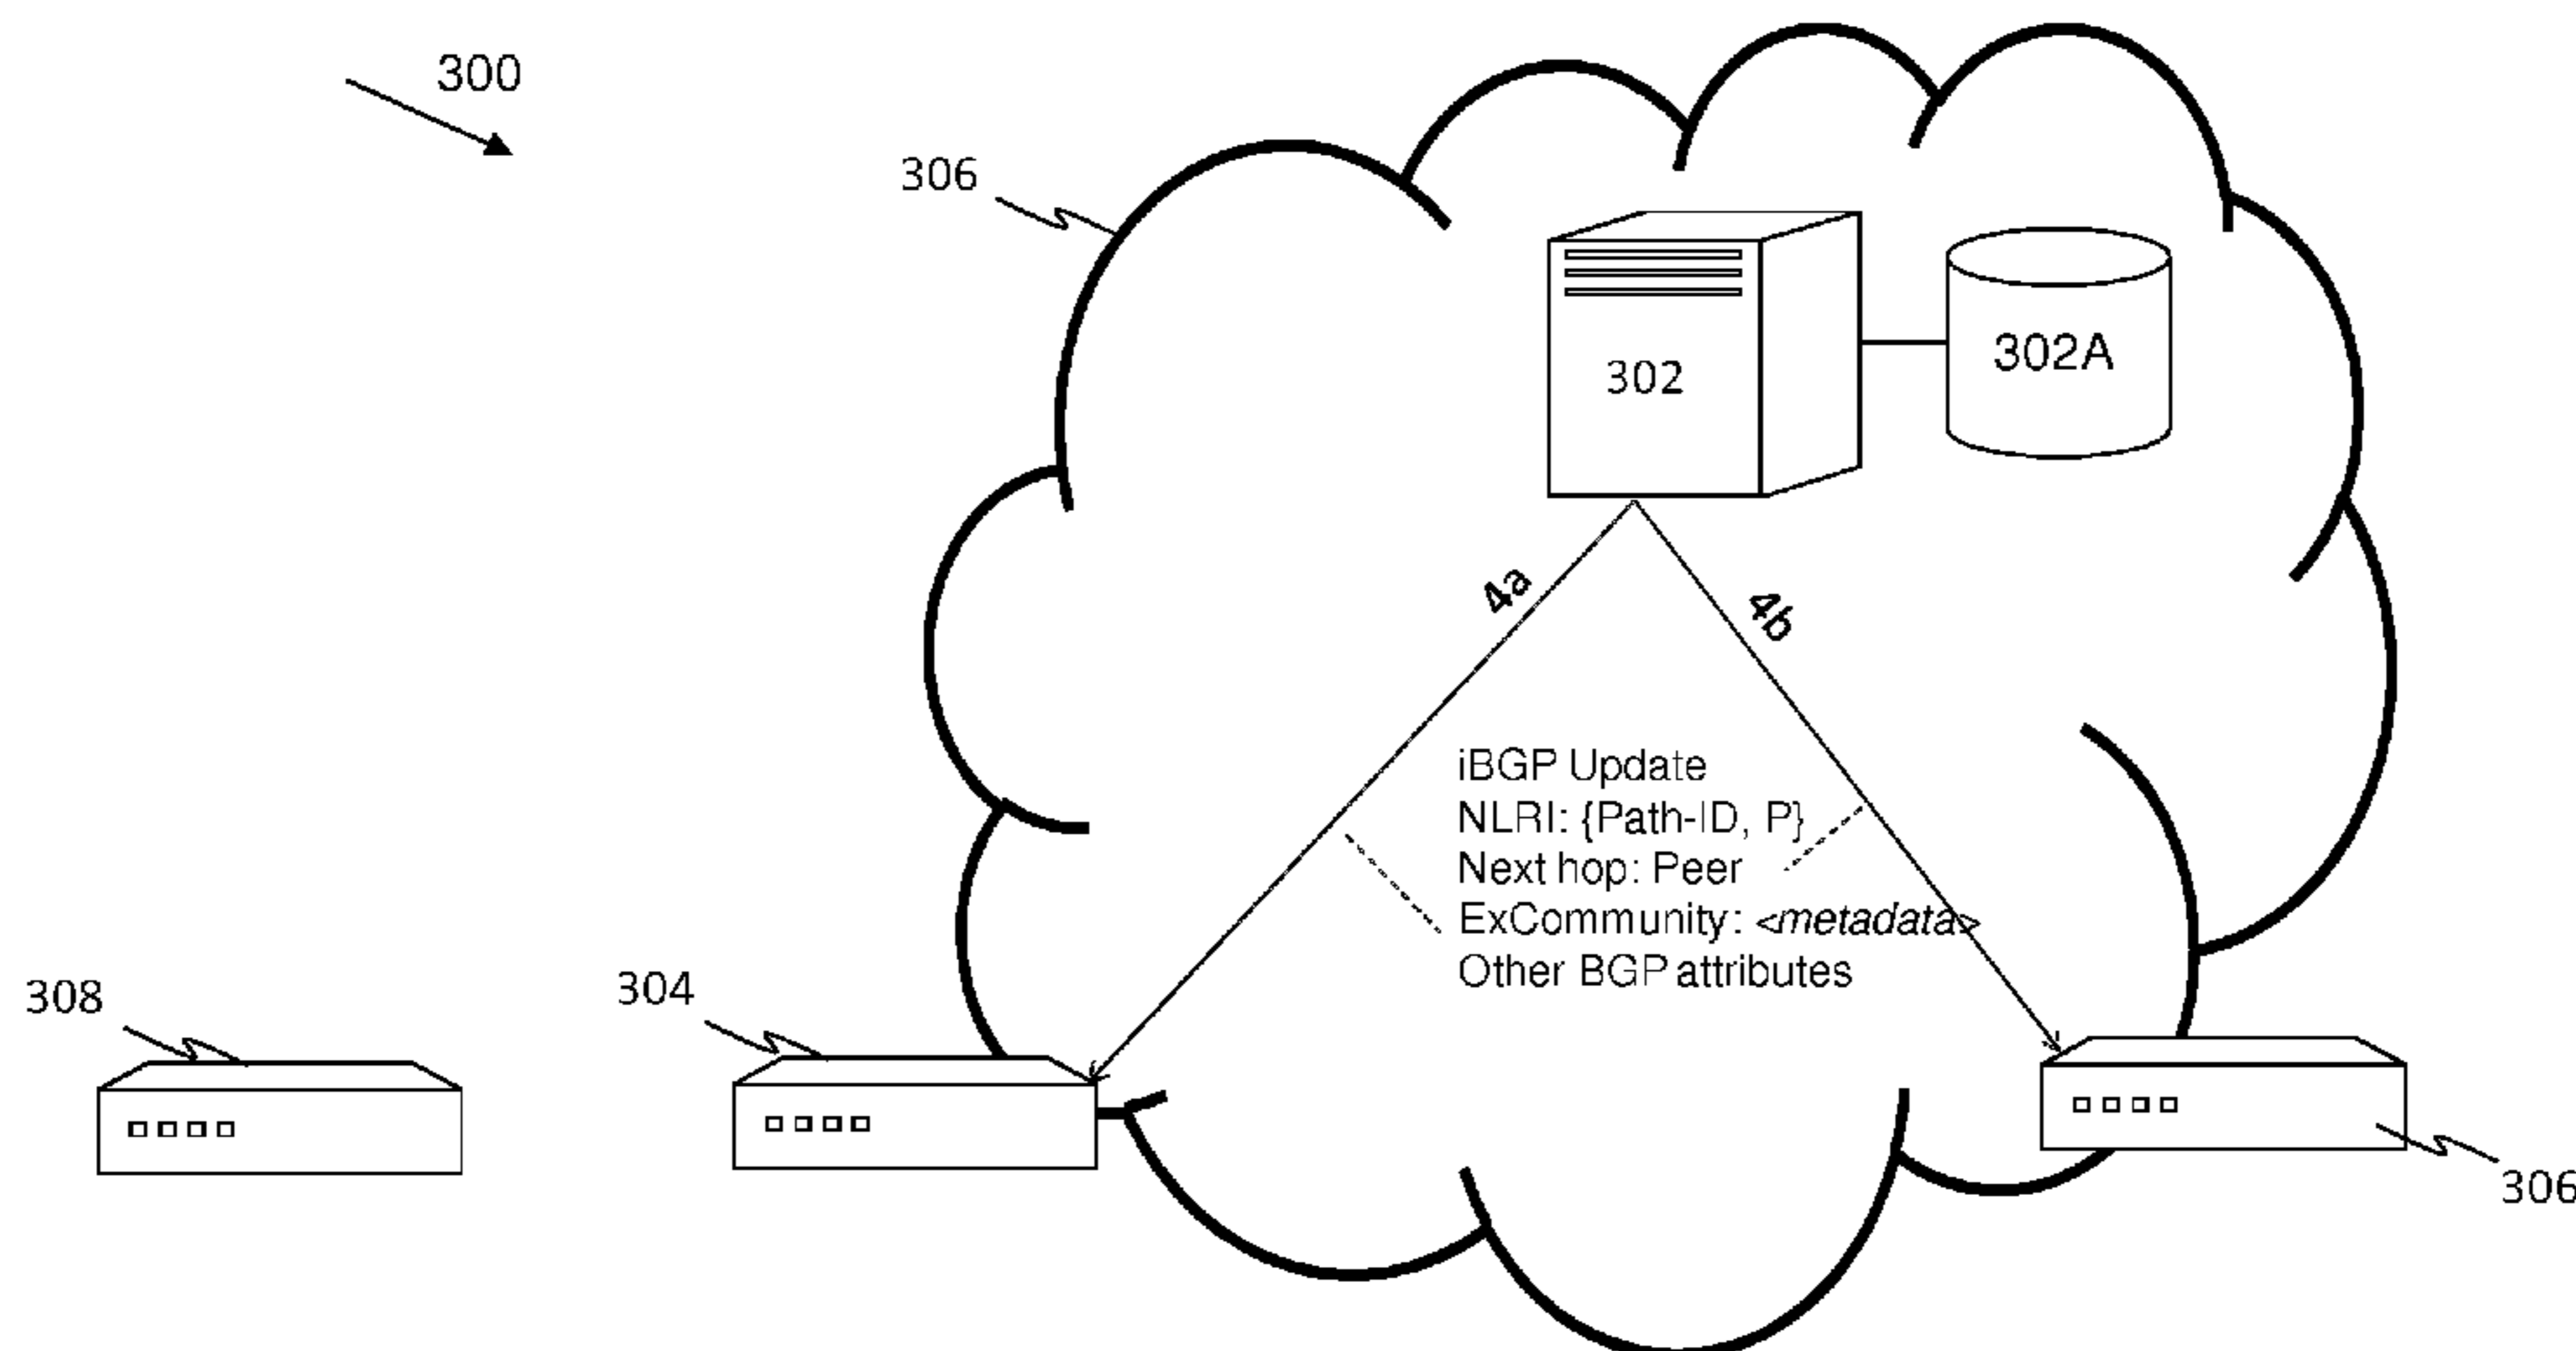 300
306
302
302A
4a
4b
iBGP Update
NLRI: {Path-ID, P}
Next hop: Peer
ExCommunity: <metadata>
Other BGP attributes
308
304
306